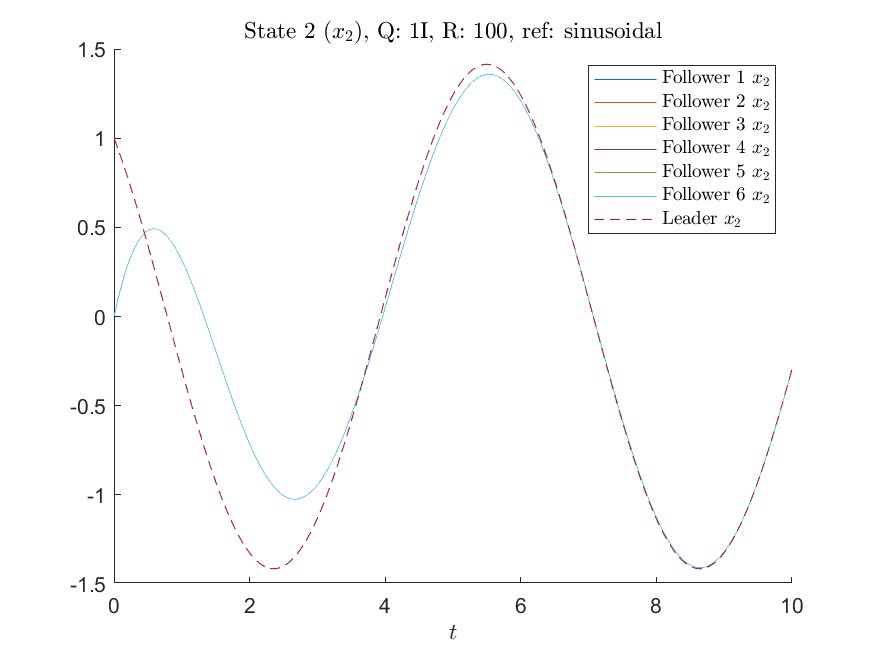 State 2 (x₂), Q: 1I, R: 100, ref: sinusoidal
1.5
1
0.5
0
-0.5
-1
-1.5
0 2 4 6 8 10
t
Follower 1 x₂
Follower 2 x₂
Follower 3 x₂
Follower 4 x₂
Follower 5 x₂
Follower 6 x₂
Leader x₂